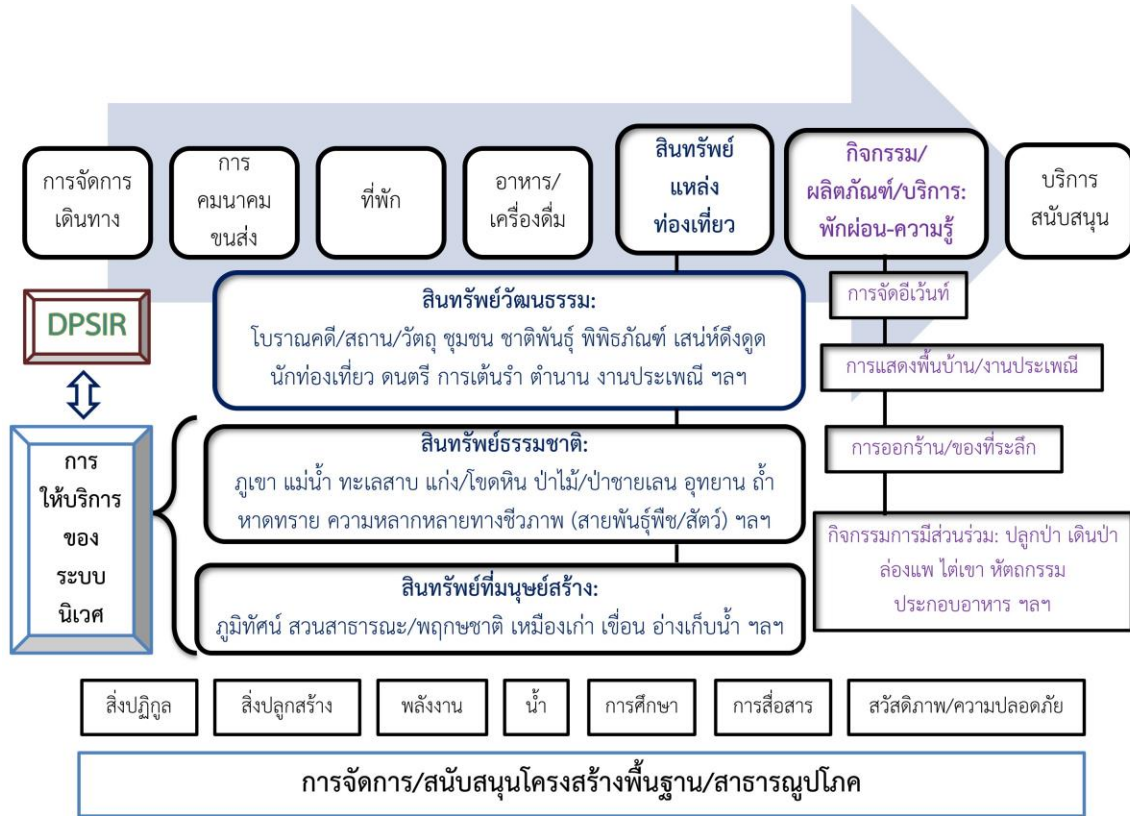 การจัดการ
เดินทาง
การ
คมนาคม
ขนส่ง
ที่พัก
อาหาร/
เครื่องดื่ม
สินทรัพย์
แหล่ง
ท่องเที่ยว
กิจกรรม/
ผลิตภัณฑ์/บริการ:
พักผ่อน-ความรู้
บริการ
สนับสนุน
DPSIR
สินทรัพย์วัฒนธรรม:
โบราณคดี/สถาน/วัตถุ ชุมชน ชาติพันธุ์ พิพิธภัณฑ์ เสน่ห์ดึงดูด
นักท่องเที่ยว ดนตรี การเต้นรำ ตำนาน งานประเพณี ฯลฯ
การจัดอีเว้นท์
การแสดงพื้นบ้าน/งานประเพณี
การ
ให้บริการ
ของ
ระบบ
นิเวศ
สินทรัพย์ธรรมชาติ:
ภูเขา แม่น้ำ ทะเลสาบ แก่ง/โขดหิน ป่าไม้/ป่าชายเลน อุทยาน ถ้ำ
หาดทราย ความหลากหลายทางชีวภาพ (สายพันธุ์พืช/สัตว์) ฯลฯ
การออกร้าน/ของที่ระลึก
กิจกรรมการมีส่วนร่วม: ปลูกป่า เดินป่า
ล่องแพ ไต่เขา หัตถกรรม
ประกอบอาหาร ฯลฯ
สินทรัพย์ที่มนุษย์สร้าง:
ภูมิทัศน์ สวนสาธารณะ/พฤกษชาติ เหมืองเก่า เขื่อน อ่างเก็บน้ำ ฯลฯ
สิ่งปฏิกูล
สิ่งปลูกสร้าง
พลังงาน
น้ำ
การศึกษา
การสื่อสาร
สวัสดิภาพ/ความปลอดภัย
การจัดการ/สนับสนุนโครงสร้างพื้นฐาน/สาธารณูปโภค